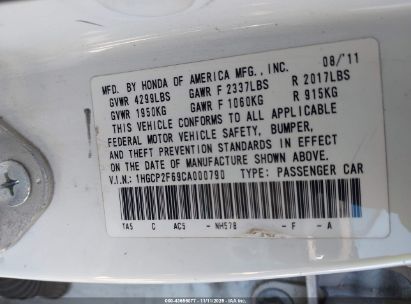 MFD. BY HONDA OF AMERICA MFG., INC. 08/'11
GVWR 4299LBS GAWR F 2337LBS R 2017LBS
GVWR 1950KG GAWR F 1060KG R 915KG
THIS VEHICLE CONFORMS TO ALL APPLICABLE
FEDERAL MOTOR VEHICLE SAFETY, BUMPER,
AND THEFT PREVENTION STANDARDS IN EFFECT
ON THE DATE OF MANUFACTURE SHOWN ABOVE.
V.I.N.: 1HGCP2F69CA000790 TYPE: PASSENGER CAR
TA5 C AC5 - NH578 - F - A